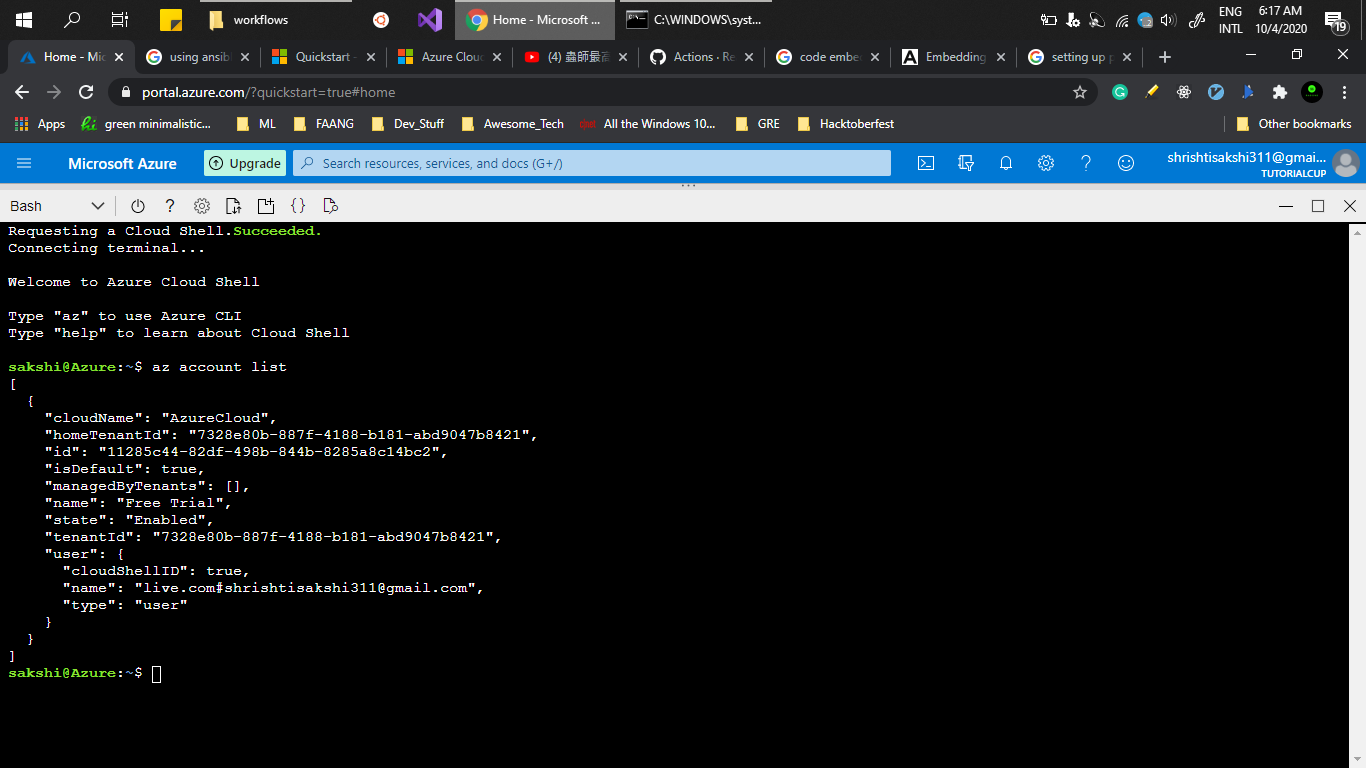 workflows
Home - Microsoft ...
C:\WINDOWS\syst...
ENG
INTL
6:17 AM
10/4/2020
19
Home - Mic
using ansib
Quickstart -
Azure Clou
(4) 蟲師最高
Actions · Re
code embe
Embedding
setting up p
portal.azure.com/?quickstart=true#home
Apps
green minimalistic...
ML
FAANG
Dev_Stuff
Awesome_Tech
All the Windows 10...
GRE
Hacktoberfest
Other bookmarks
Microsoft Azure
Upgrade
Search resources, services, and docs (G+/)
shrishtisakshi311@gmai...
TUTORIALCUP
Bash
Requesting a Cloud Shell.Succeeded.
Connecting terminal...
Welcome to Azure Cloud Shell
Type "az" to use Azure CLI
Type "help" to learn about Cloud Shell
sakshi@Azure:~$ az account list
[
{
"cloudName": "AzureCloud",
"homeTenantId": "7328e80b-887f-4188-b181-abd9047b8421",
"id": "11285c44-82df-498b-844b-8285a8c14bc2",
"isDefault": true,
"managedByTenants": [],
"name": "Free Trial",
"state": "Enabled",
"tenantId": "7328e80b-887f-4188-b181-abd9047b8421",
"user": {
"cloudShellID": true,
"name": "live.com#shrishtisakshi311@gmail.com",
"type": "user"
}
}
]
sakshi@Azure:~$